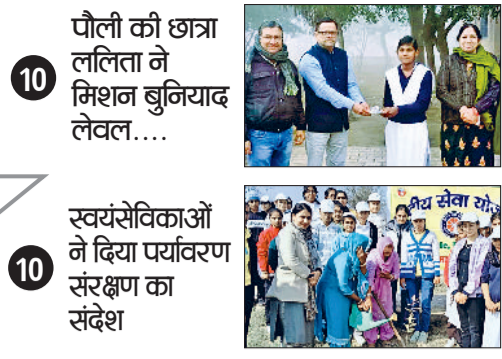 10
पौली की छात्रा
ललिता ने
मिशन बुनियाद
लेवल....
10
स्वयंसेविकाओं
ने दिया पर्यावरण
संरक्षण का
संदेश
सेवा